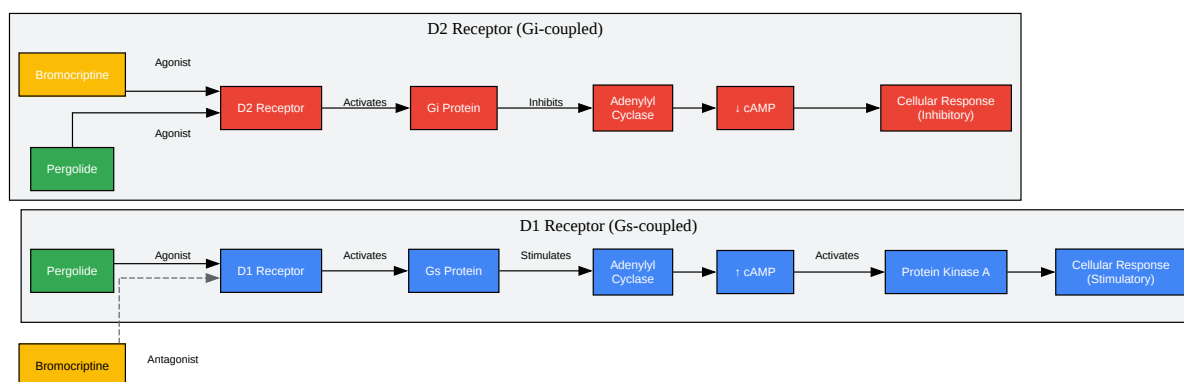 D2 Receptor (Gi-coupled)
Bromocriptine
Agonist
D2 Receptor
Activates
Gi Protein
Inhibits
Adenylyl
Cyclase
↓ cAMP
Cellular Response
(Inhibitory)
Agonist
Pergolide
D1 Receptor (Gs-coupled)
Pergolide
Agonist
D1 Receptor
Activates
Gs Protein
Stimulates
Adenylyl
Cyclase
↑ cAMP
Activates
Protein Kinase A
Cellular Response
(Stimulatory)
Bromocriptine
Antagonist